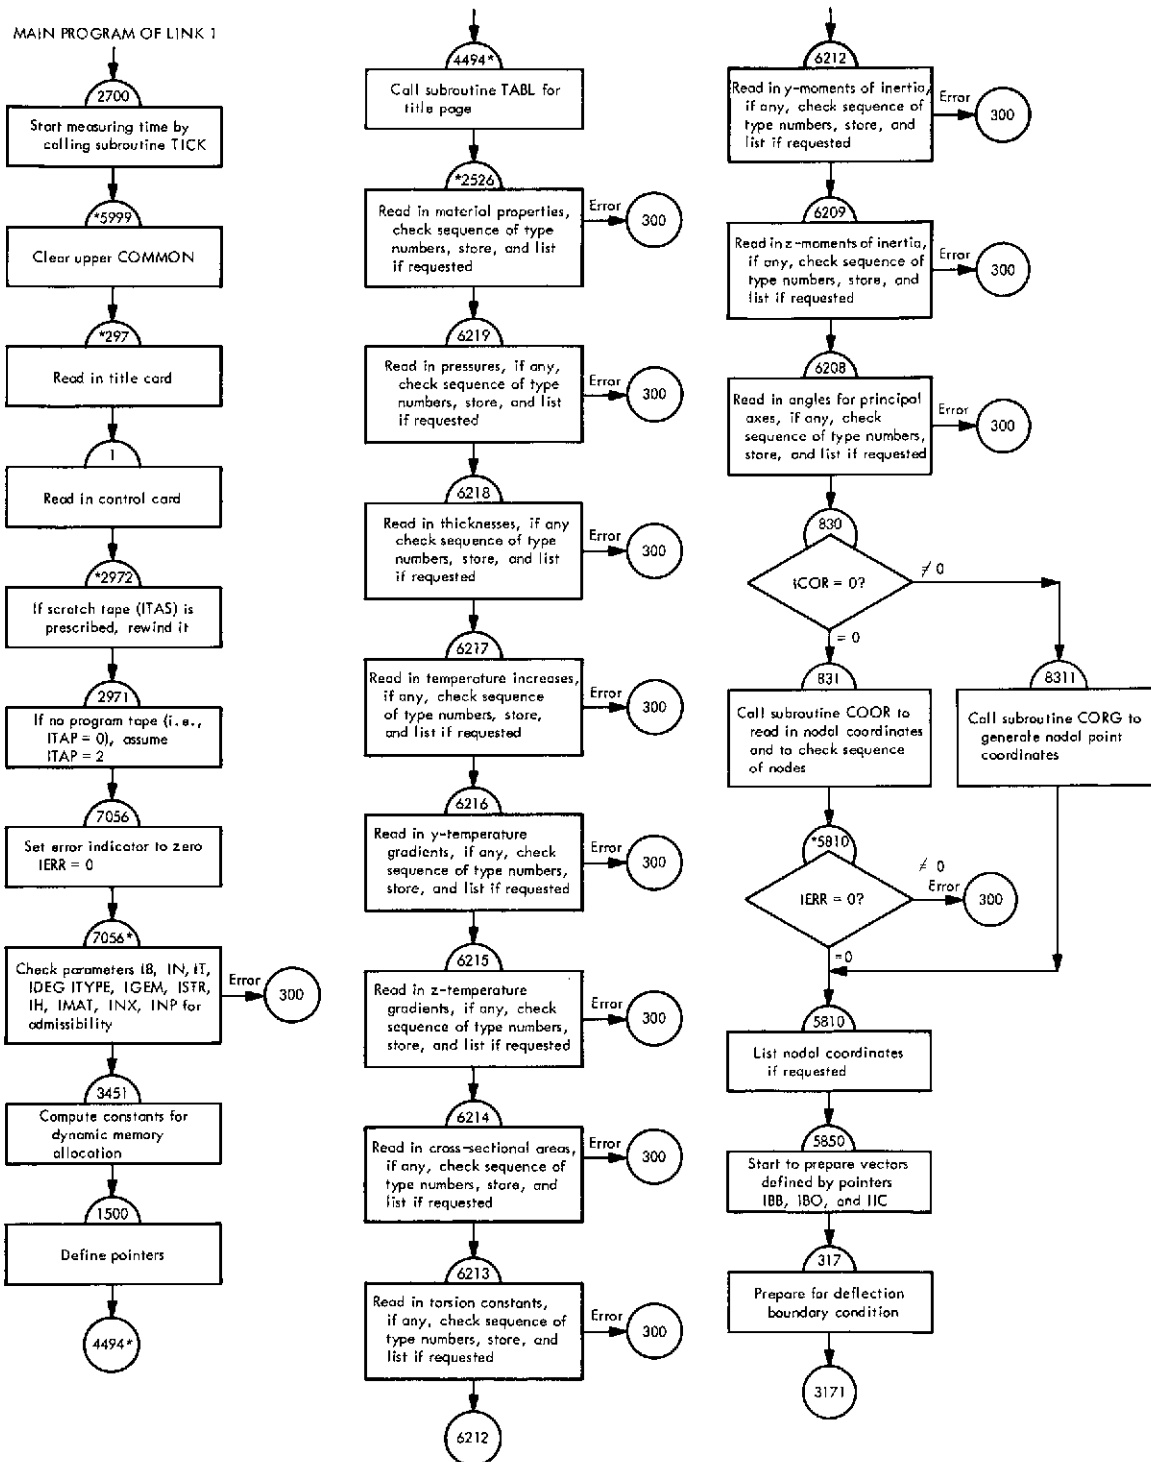 MAIN PROGRAM OF LINK 1
2700
Start measuring time by
calling subroutine TICK
*5999
Clear upper COMMON
*297
Read in title card
1
Read in control card
*2972
If scratch tape (ITAS) is
prescribed, rewind it
2971
If no program tape (i.e.,
ITAP = 0), assume
ITAP = 2
7056
Set error indicator to zero
IERR = 0
7056*
Check parameters IB, IN, IT,
IDEG ITYPE, IGEM, ISTR,
IH, IMAT, INX, INP for
admissibility
Error
300
3451
Compute constants for
dynamic memory
allocation
1500
Define pointers
4494*
4494*
Call subroutine TABL for
title page
*2526
Read in material properties,
check sequence of type
numbers, store, and list
if requested
Error
300
6219
Read in pressures, if any,
check sequence of type
numbers, store, and list
if requested
Error
300
6218
Read in thicknesses, if any
check sequence of type
numbers, store, and list
if requested
Error
300
6217
Read in temperature increases,
if any, check sequence
of type numbers, store,
and list if requested
Error
300
6216
Read in y-temperature
gradients, if any, check
sequence of type numbers,
store, and list if requested
Error
300
6215
Read in z-temperature
gradients, if any, check
sequence of type numbers,
store, and list if requested
Error
300
6214
Read in cross-sectional areas,
if any, check sequence of
type numbers, store, and
list if requested
Error
300
6213
Read in torsion constants,
if any, check sequence of
type numbers, store, and
list if requested
Error
300
6212
6212
Read in y-moments of inertia,
if any, check sequence of
type numbers, store, and
list if requested
Error
300
6209
Read in z-moments of inertia,
if any, check sequence of
type numbers, store, and
list if requested
Error
300
6208
Read in angles for principal
axes, if any, check
sequence of type numbers,
store, and list if requested
Error
300
830
ICOR = 0?
≠ 0
= 0
831
Call subroutine COOR to
read in nodal coordinates
and to check sequence
of nodes
8311
Call subroutine CORG to
generate nodal point
coordinates
*5810
IERR = 0?
≠ 0
Error
300
=0
5810
List nodal coordinates
if requested
5850
Start to prepare vectors
defined by pointers
IBB, IBO, and IIC
317
Prepare for deflection
boundary condition
3171